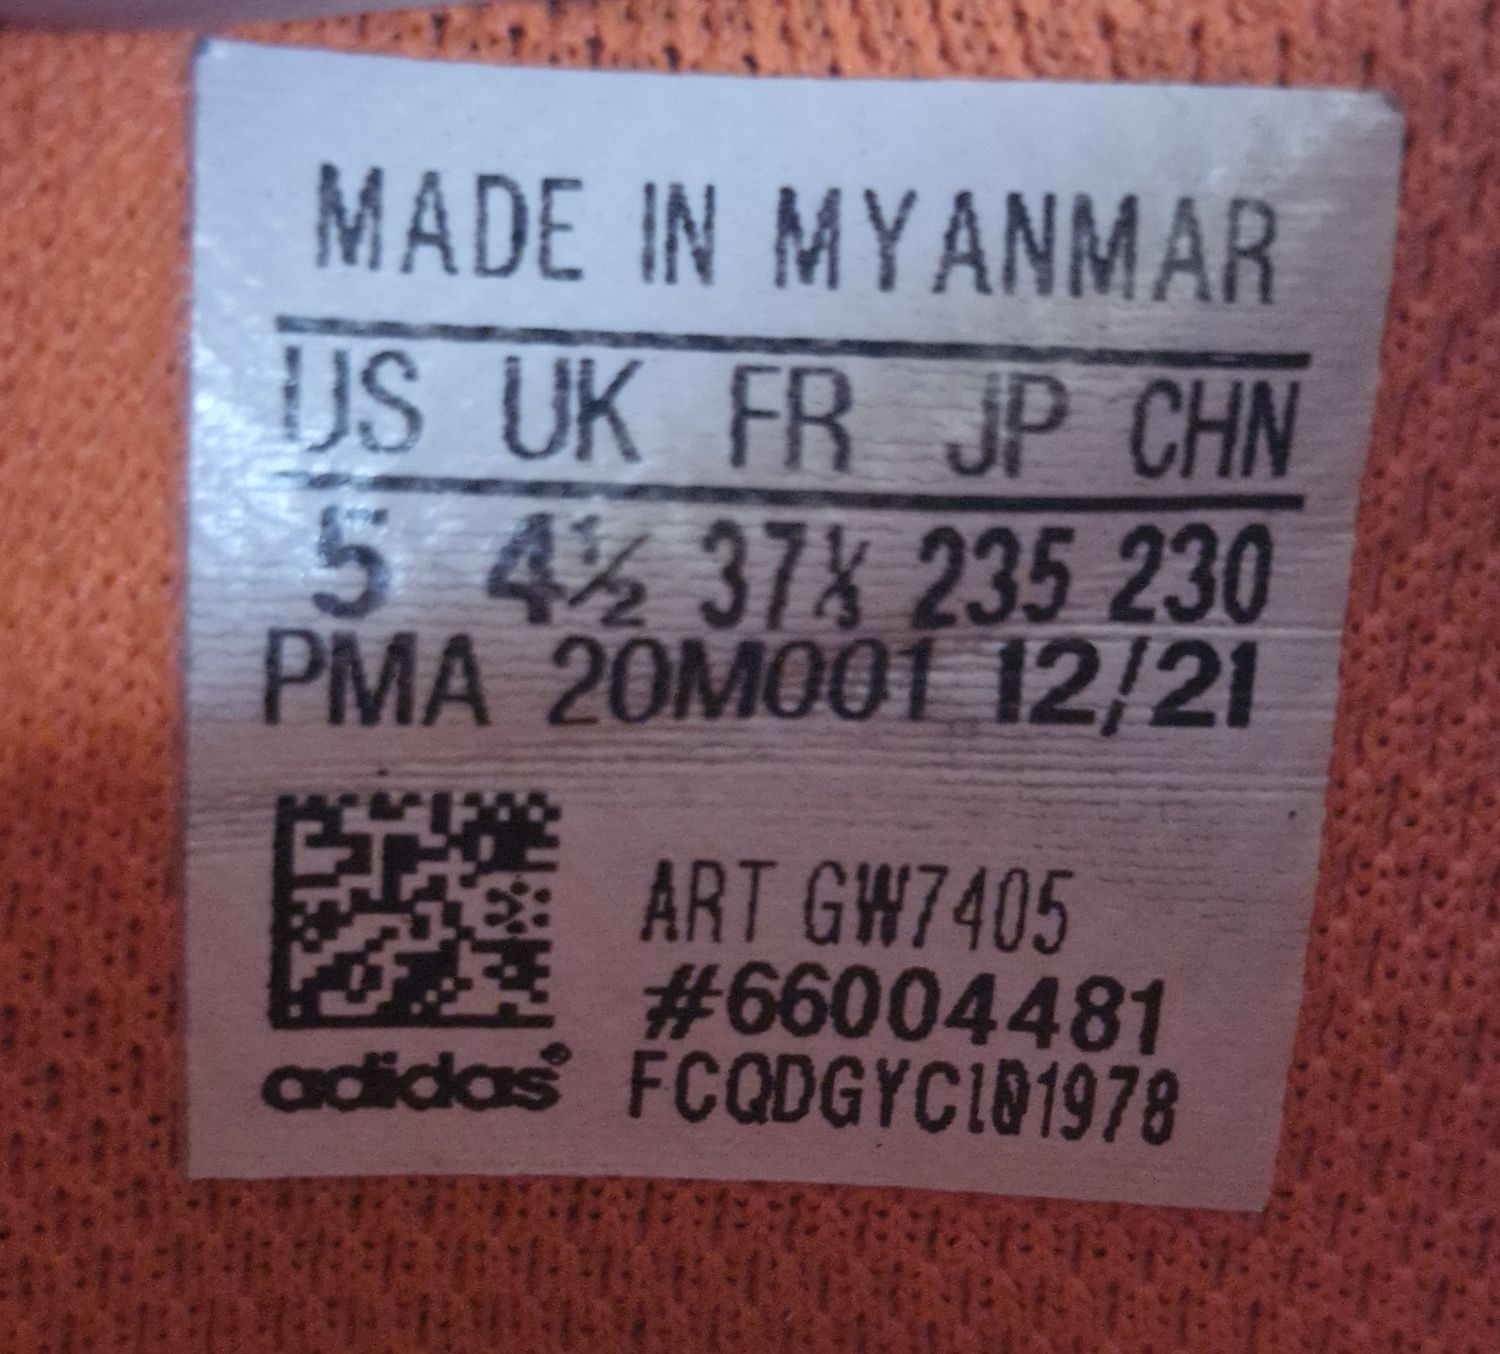 MADE IN MYANMAR
US UK FR JP CHN
5 4½ 37⅓ 235 230
PMA 20M001 12/21
ART GW7405
#66004481
adidas®